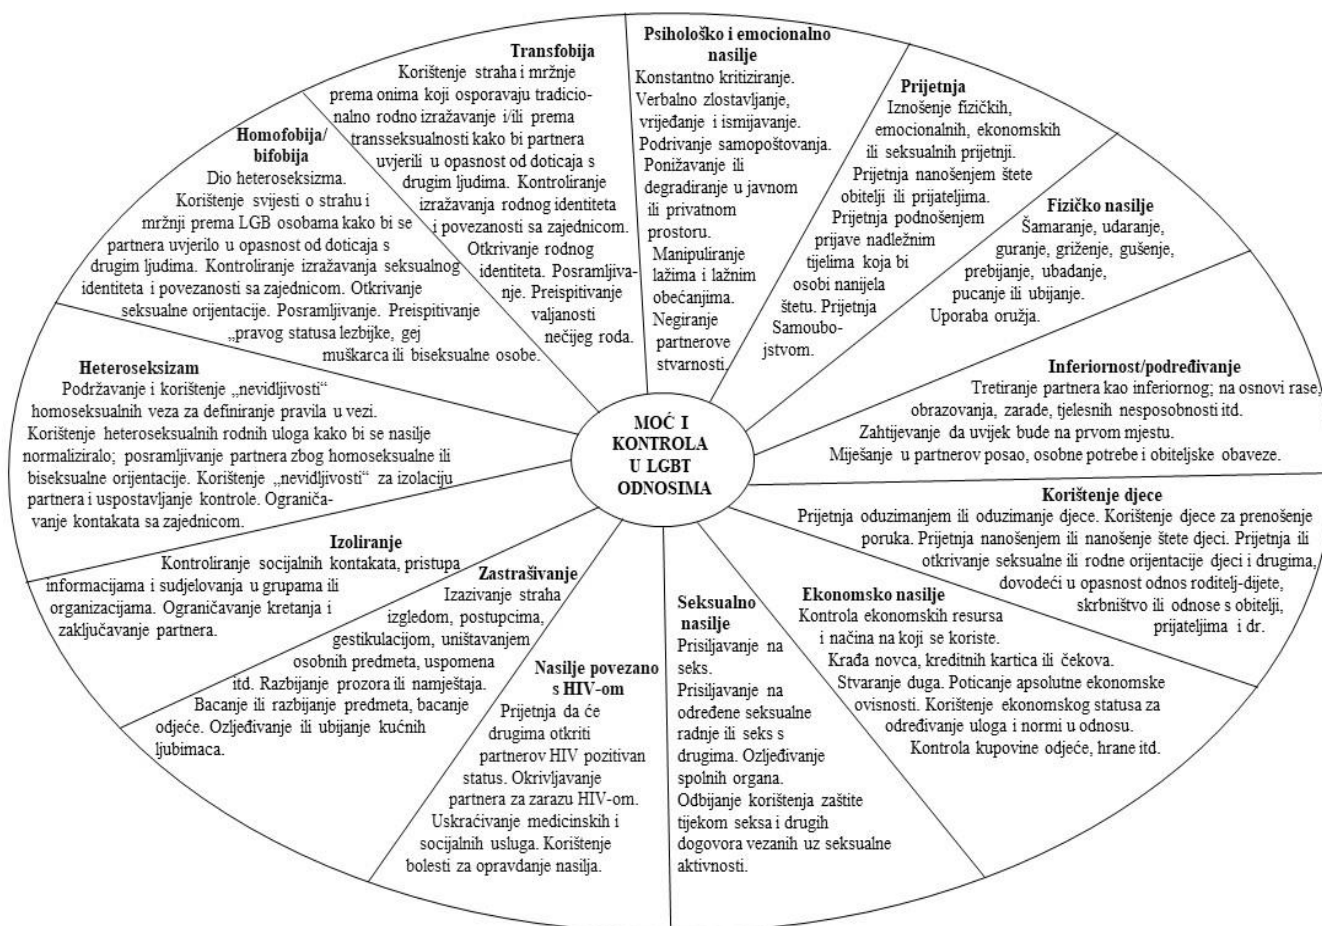 Psihološko i emocionalno
nasilje
Konstantno kritiziranje.
Verbalno zlostavljanje,
vrijeđanje i ismijavanje.
Podrivanje samopoštovanja.
Ponižavanje ili
degradiranje u javnom
ili privatnom
prostoru.
Manipuliranje
lažima i lažnim
obećanjima.
Negiranje
partnerove
stvarnosti.
Prijetnja
Iznošenje fizičkih,
emocionalnih, ekonomskih
ili seksualnih prijetnji.
Prijetnja nanošenjem štete
obitelji ili prijateljima.
Prijetnja podnošenjem
prijave nadležnim
tijelima koja bi
osobi nanijela
štetu. Prijetnja
Samoubo-
jstvom.
Fizičko nasilje
Šamaranje, udaranje,
guranje, griženje, gušenje,
prebijanje, ubadanje,
pucanje ili ubijanje.
Uporaba oružja.
Inferiornost/podređivanje
Tretiranje partnera kao inferiornog; na osnovi rase,
obrazovanja, zarade, tjelesnih nesposobnosti itd.
Zahtijevanje da uvijek bude na prvom mjestu.
Miješanje u partnerov posao, osobne potrebe i obiteljske obaveze.
Korištenje djece
Prijetnja oduzimanjem ili oduzimanje djece. Korištenje djece za prenošenje
poruka. Prijetnja nanošenjem ili nanošenje štete djeci. Prijetnja ili
otkrivanje seksualne ili rodne orijentacije djeci i drugima,
dovodeći u opasnost odnos roditelj-dijete,
skrbništvo ili odnose s obitelji,
prijateljima i dr.
Ekonomsko nasilje
Kontrola ekonomskih resursa
i načina na koji se koriste.
Krađa novca, kreditnih kartica ili čekova.
Stvaranje duga. Poticanje apsolutne ekonomske
ovisnosti. Korištenje ekonomskog statusa za
određivanje uloga i normi u odnosu.
Kontrola kupovine odjeće, hrane itd.
Seksualno
nasilje
Prisiljavanje na
seks.
Prisiljavanje na
određene seksualne
radnje ili seks s
drugima. Ozljeđivanje
spolnih organa.
Odbijanje korištenja zaštite
tijekom seksa i drugih
dogovora vezanih uz seksualne
aktivnosti.
Nasilje povezano
s HIV-om
Prijetnja da će
drugima otkriti
partnerov HIV pozitivan
status. Okrivljavanje
partnera za zarazu HIV-om.
Uskraćivanje medicinskih i
socijalnih usluga. Korištenje
bolesti za opravdanje nasilja.
Zastrašivanje
Izazivanje straha
izgledom, postupcima,
gestikulacijom, uništavanjem
osobnih predmeta, uspomena
itd. Razbijanje prozora ili namještaja.
Bacanje ili razbijanje predmeta, bacanje
odjeće. Ozljeđivanje ili ubijanje kućnih
ljubimaca.
Izoliranje
Kontroliranje socijalnih kontakata, pristupa
informacijama i sudjelovanja u grupama ili
organizacijama. Ograničavanje kretanja i
zaključavanje partnera.
Heteroseksizam
Podržavanje i korištenje „nevidljivosti“
homoseksualnih veza za definiranje pravila u vezi.
Korištenje heteroseksualnih rodnih uloga kako bi se nasilje
normaliziralo; posramljivanje partnera zbog homoseksualne ili
biseksualne orijentacije. Korištenje „nevidljivosti“ za izolaciju
partnera i uspostavljanje kontrole. Ograniča-
vanje kontakata sa zajednicom.
Homofobija/
bifobija
Dio heteroseksizma.
Korištenje svijesti o strahu i
mržnji prema LGB osobama kako bi se
partnera uvjerilo u opasnost od doticaja s
drugim ljudima. Kontroliranje izražavanja seksualnog
identiteta i povezanosti sa zajednicom. Otkrivanje
seksualne orijentacije. Posramljivanje. Preispitivanje
„pravog statusa lezbijke, gej
muškarca ili biseksualne osobe.
Transfobija
Korištenje straha i mržnje
prema onima koji osporavaju tradicio-
nalno rodno izražavanje i/ili prema
transseksualnosti kako bi partnera
uvjerili u opasnost od doticaja s
drugim ljudima. Kontroliranje
izražavanja rodnog identiteta
i povezanosti sa zajednicom.
Otkrivanje rodnog
identiteta. Posramljiva-
nje. Preispitivanje
valjanosti
nečijeg roda.
MOĆ I
KONTROLA
U LGBT
ODNOSIMA